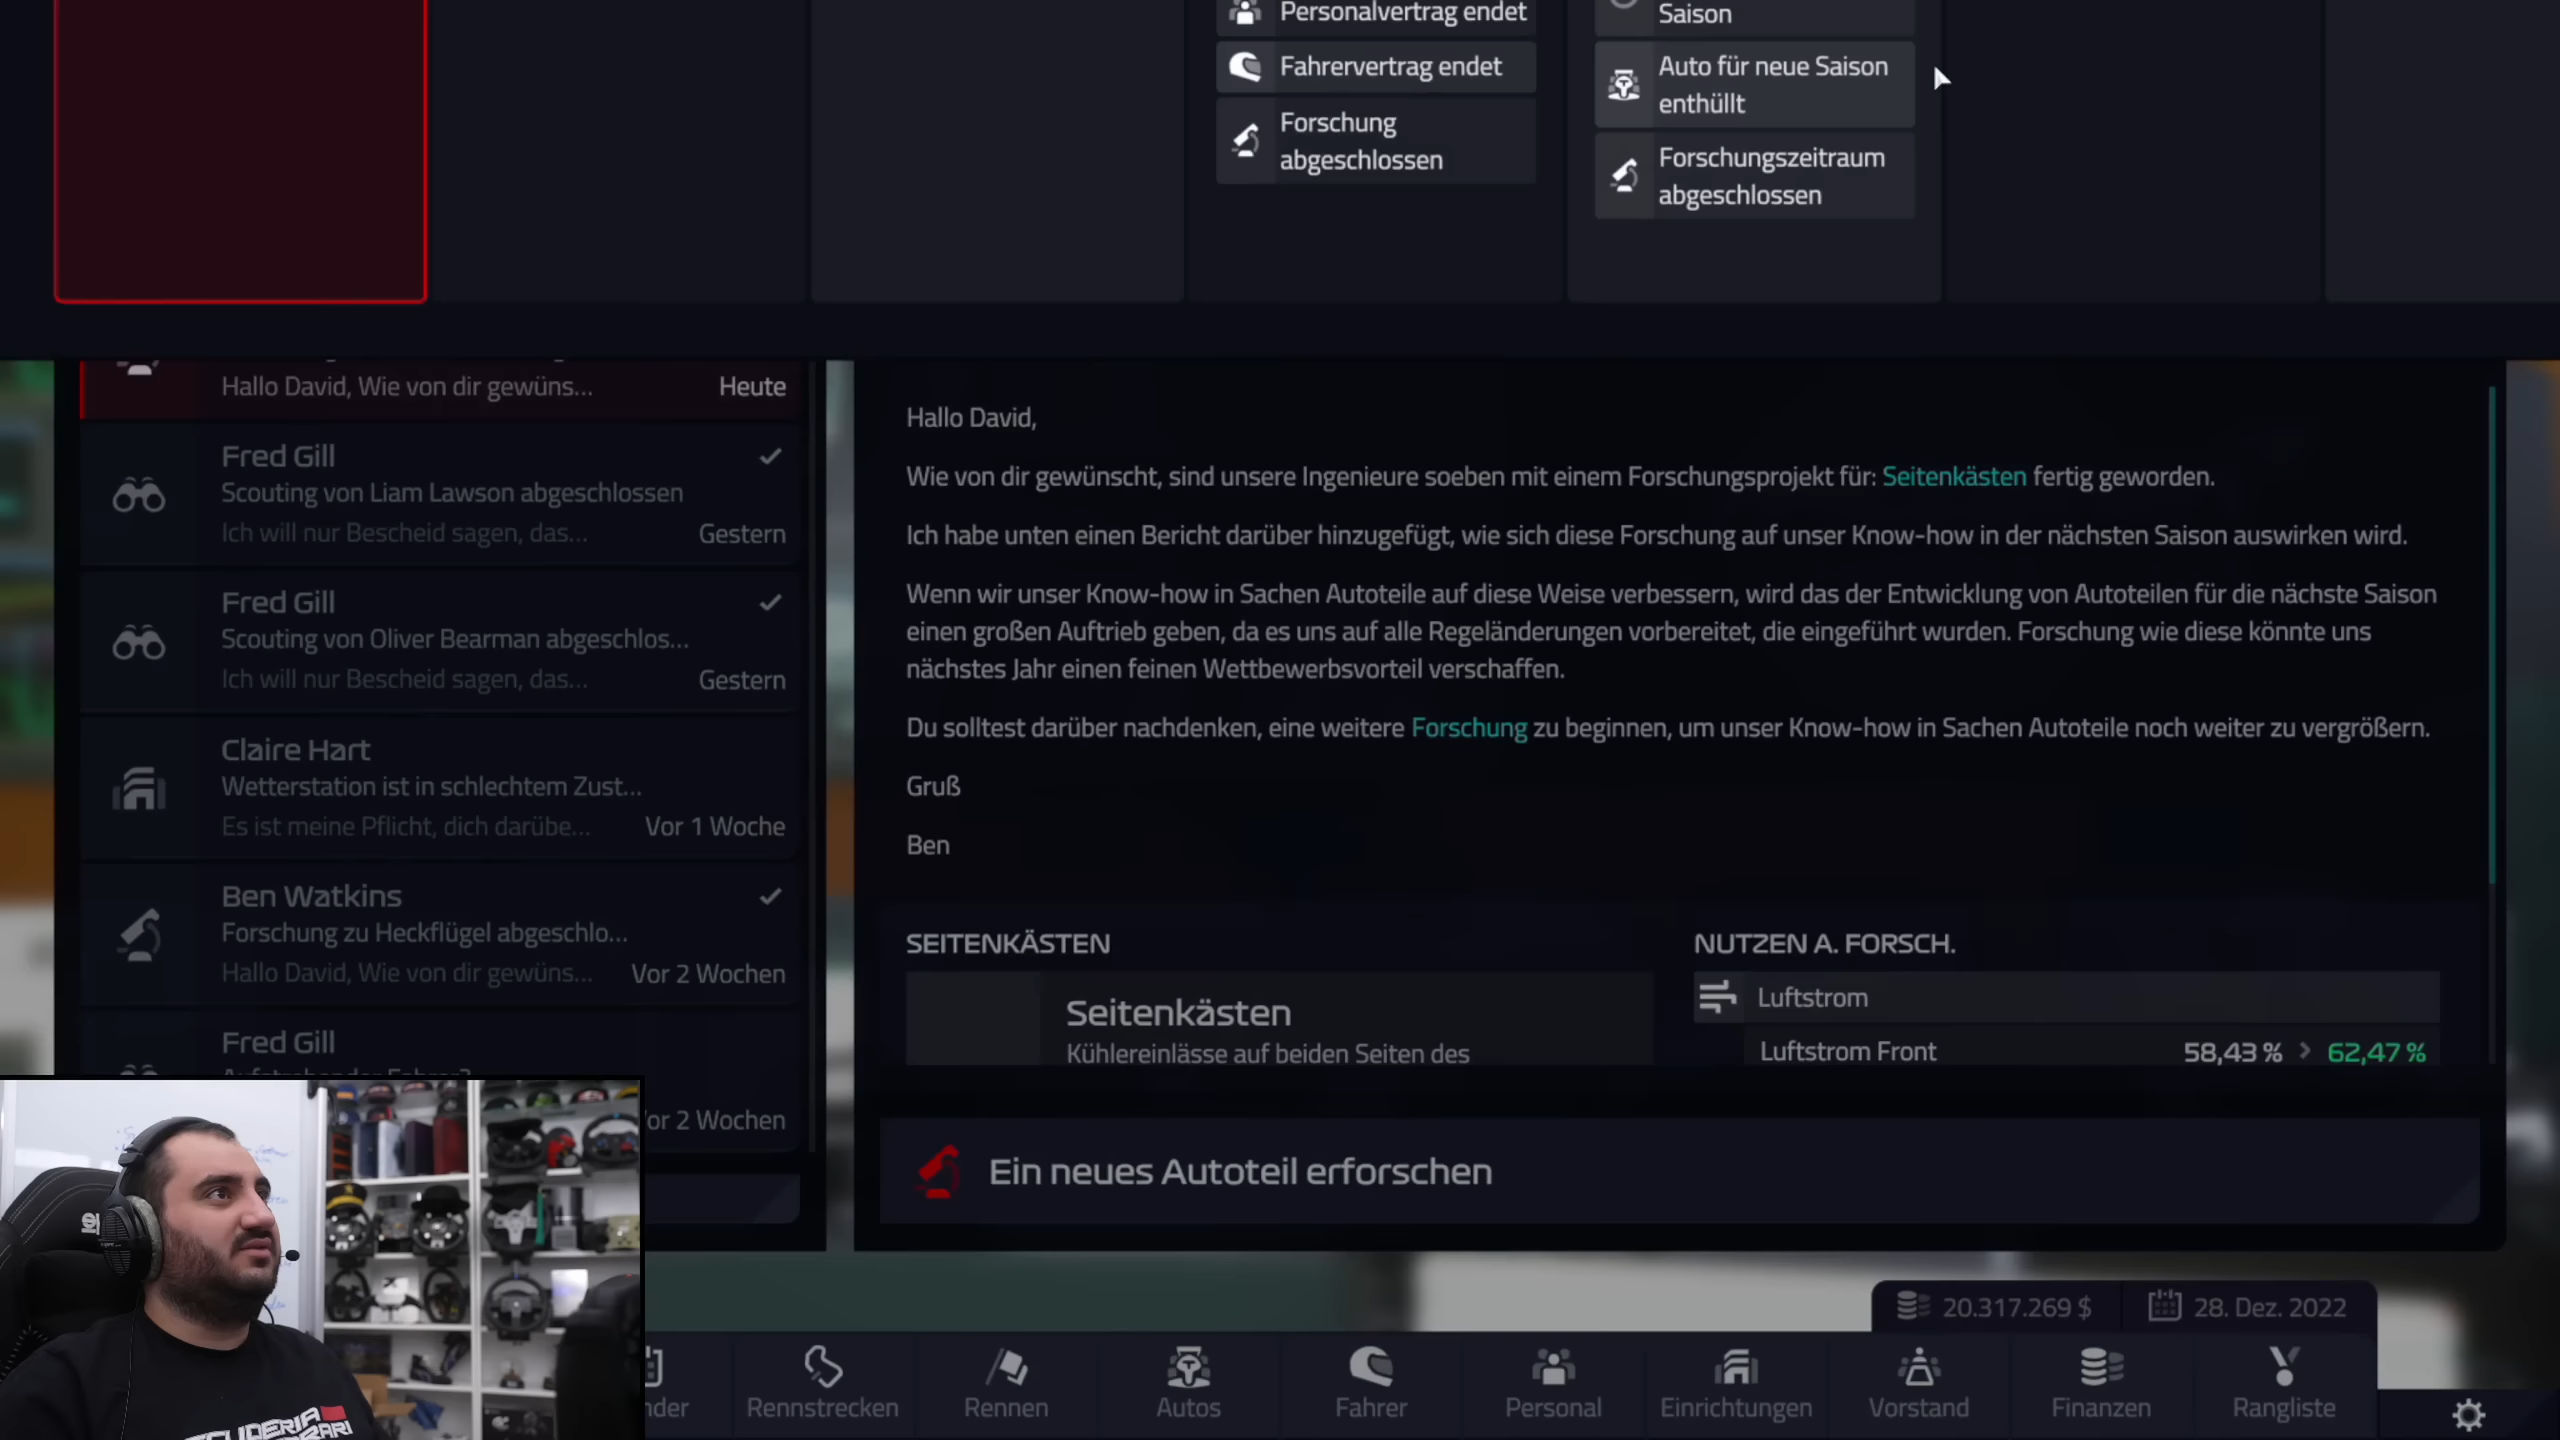 Personalvertrag endet
Fahrervertrag endet
Forschung
abgeschlossen
Saison
Auto für neue Saison
enthüllt
Forschungszeitraum
abgeschlossen
Hallo David, Wie von dir gewüns... Heute
Fred Gill
Scouting von Liam Lawson abgeschlossen
Ich will nur Bescheid sagen, das... Gestern
Fred Gill
Scouting von Oliver Bearman abgeschlos...
Ich will nur Bescheid sagen, das... Gestern
Claire Hart
Wetterstation ist in schlechtem Zust...
Es ist meine Pflicht, dich darübe... Vor 1 Woche
Ben Watkins
Forschung zu Heckflügel abgeschlo...
Hallo David, Wie von dir gewüns... Vor 2 Wochen
Fred Gill
or 2 Wochen
Hallo David,
Wie von dir gewünscht, sind unsere Ingenieure soeben mit einem Forschungsprojekt für: Seitenkästen fertig geworden.
Ich habe unten einen Bericht darüber hinzugefügt, wie sich diese Forschung auf unser Know-how in der nächsten Saison auswirken wird.
Wenn wir unser Know-how in Sachen Autoteile auf diese Weise verbessern, wird das der Entwicklung von Autoteilen für die nächste Saison
einen großen Auftrieb geben, da es uns auf alle Regeländerungen vorbereitet, die eingeführt wurden. Forschung wie diese könnte uns
nächstes Jahr einen feinen Wettbewerbsvorteil verschaffen.
Du solltest darüber nachdenken, eine weitere Forschung zu beginnen, um unser Know-how in Sachen Autoteile noch weiter zu vergrößern.
Gruß
Ben
SEITENKÄSTEN
Seitenkästen
Kühlereinlässe auf beiden Seiten des
NUTZEN A. FORSCH.
Luftstrom
Luftstrom Front 58,43 % > 62,47 %
Ein neues Autoteil erforschen
20.317.269 $ 28. Dez. 2022
nder Rennstrecken Rennen Autos Fahrer Personal Einrichtungen Vorstand Finanzen Rangliste